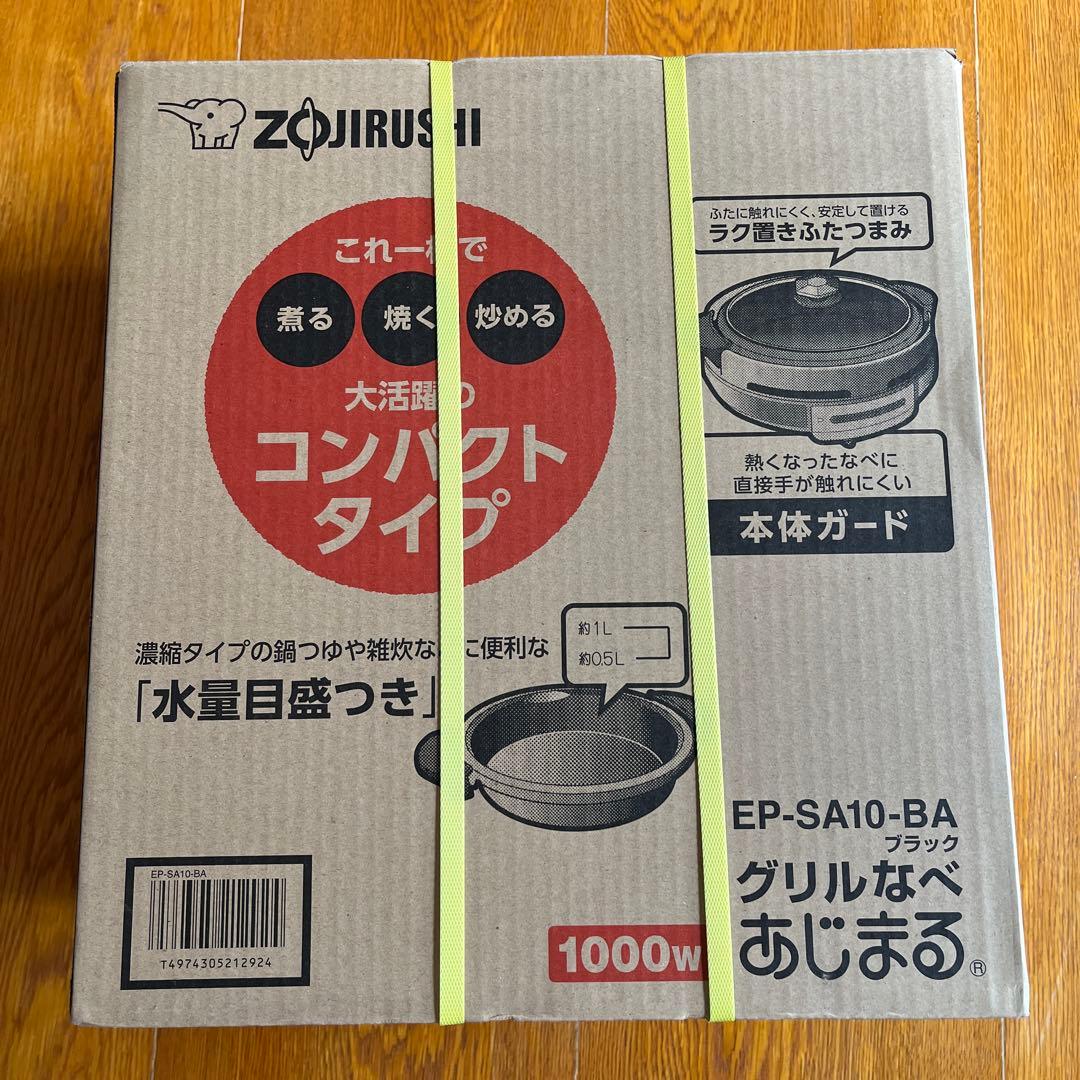 ZOJIRUSHI
これ一枚で
煮る 焼く 炒める
大活躍の
コンパクト
タイプ
ふたに触れにくく、安定して置ける
ラク置きふたつまみ
熱くなったなべに
直接手が触れにくい
本体ガード
濃縮タイプの鍋つゆや雑炊などに便利な
「水量目盛つき」
約1L
約0.5L
EP-SA10-BA
ブラック
グリルなべ
あじまる®
1000W
EP-SA10-BA
T4974305212924